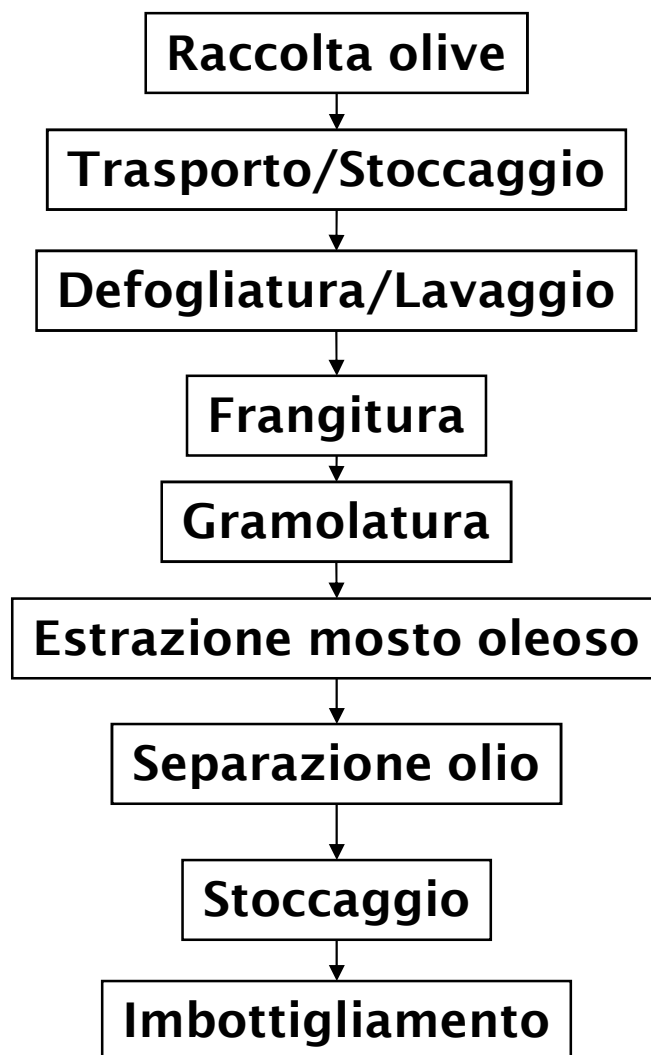 Raccolta olive
Trasporto/Stoccaggio
Defogliatura/Lavaggio
Frangitura
Gramolatura
Estrazione mosto oleoso
Separazione olio
Stoccaggio
Imbottigliamento